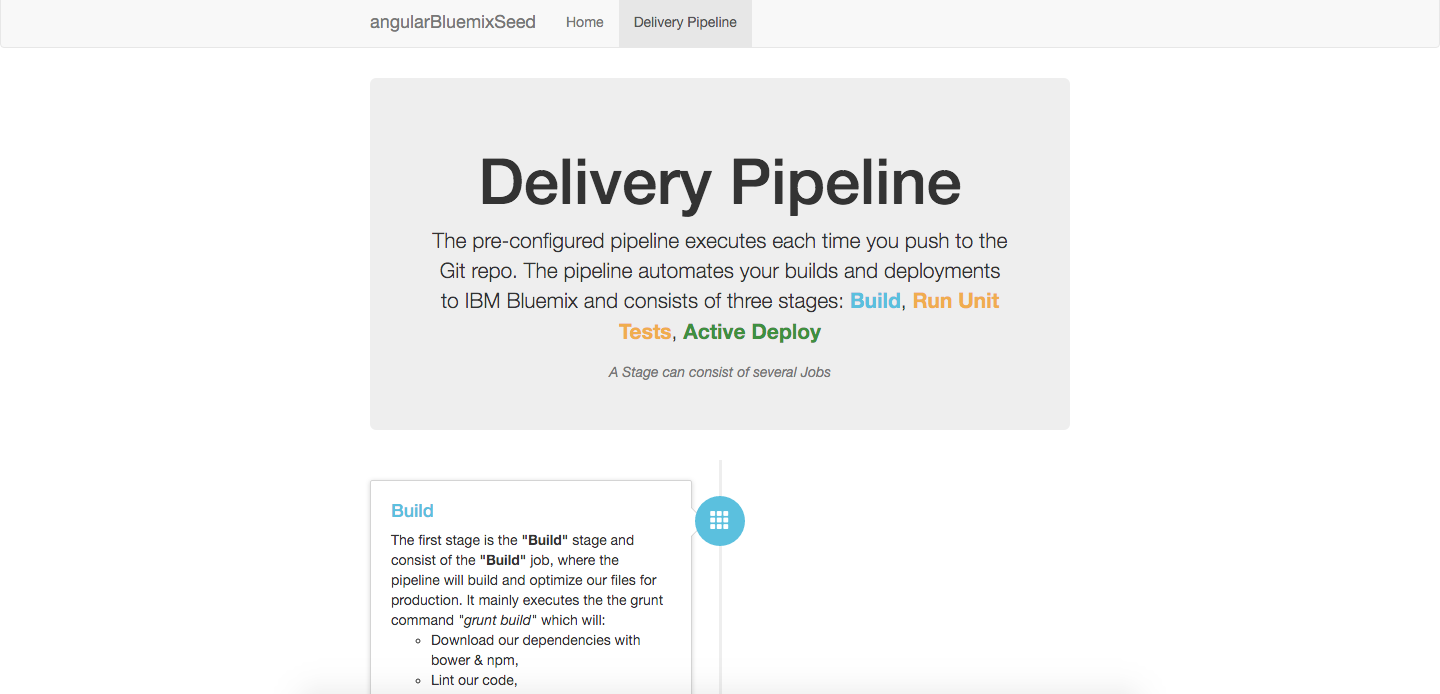 angularBluemixSeed Home Delivery Pipeline
Delivery Pipeline
The pre-configured pipeline executes each time you push to the
Git repo. The pipeline automates your builds and deployments
to IBM Bluemix and consists of three stages: Build, Run Unit
Tests, Active Deploy
A Stage can consist of several Jobs
Build
The first stage is the "Build" stage and
consist of the "Build" job, where the
pipeline will build and optimize our files for
production. It mainly executes the the grunt
command "grunt build" which will:
Download our dependencies with
bower & npm,
Lint our code,